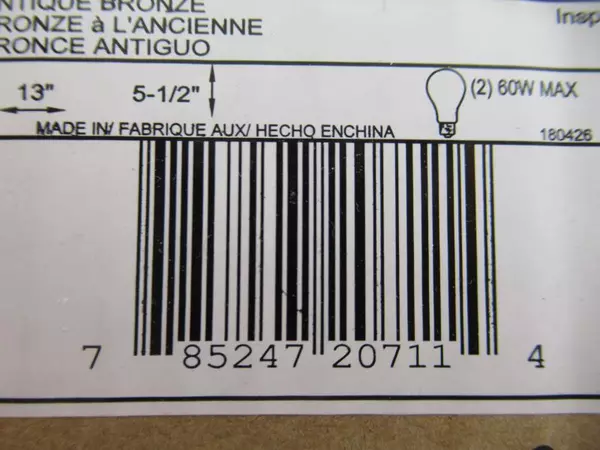 NTIQUE BRONZE
RONZE à L'ANCIENNE
RONCE ANTIGUO
Insp
13" 5-1/2" (2) 60W MAX
MADE IN/ FABRIQUE AUX/ HECHO ENCHINA
180426
7 85247 20711 4